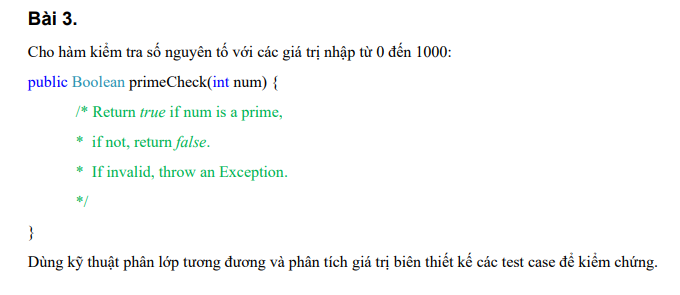 Bài 3.
Cho hàm kiểm tra số nguyên tố với các giá trị nhập từ 0 đến 1000:
public Boolean primeCheck(int num) {
/* Return true if num is a prime,
* if not, return false.
* If invalid, throw an Exception.
*/
}
Dùng kỹ thuật phân lớp tương đương và phân tích giá trị biên thiết kế các test case để kiểm chứng.